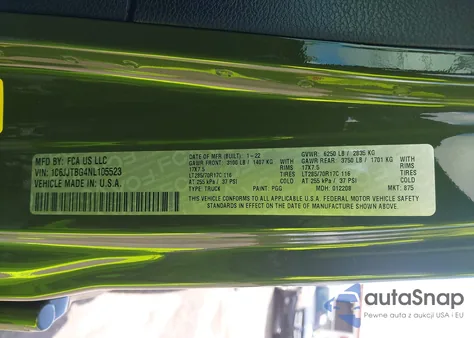 MFD BY: FCA US LLC
VIN: 1C6JJTBG4NL105523
VEHICLE MADE IN: U.S.A.
DATE OF MFR (BUILT): 1-22
GVWR: 6250 LB / 2835 KG
GAWR FRONT: 3100 LB / 1407 KG WITH
17X7.5 RIMS
LT285/70R17C 116 TIRES
AT 255 kPa / 37 PSI COLD
GAWR REAR: 3750 LB / 1701 KG WITH
17X7.5 RIMS
LT285/70R17C 116 TIRES
AT 255 kPa / 37 PSI COLD
TYPE: TRUCK PAINT: PGG MDH: 012208 MKT: 875
THIS VEHICLE CONFORMS TO ALL APPLICABLE U.S.A. FEDERAL MOTOR VEHICLE
SAFETY STANDARDS IN EFFECT ON THE DATE OF MANUFACTURE SHOWN ABOVE.
autoSnap
Pewne auta z USA i okazje z Europy